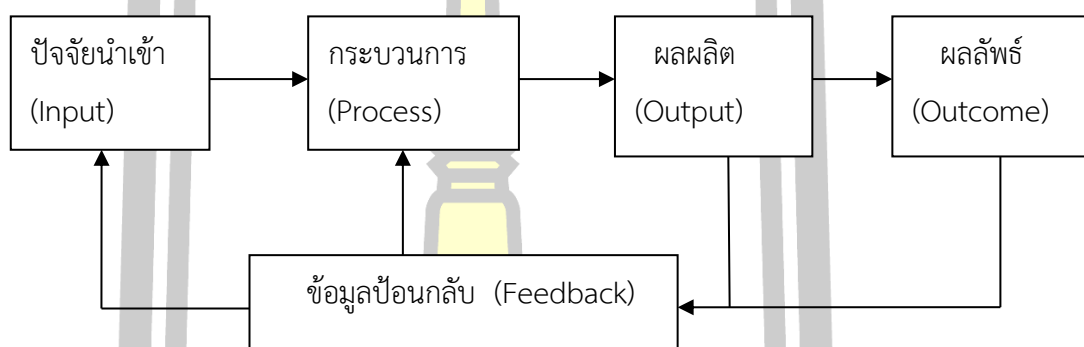 ปัจจัยนำเข้า
(Input)
กระบวนการ
(Process)
ผลผลิต
(Output)
ผลลัพธ์
(Outcome)
ข้อมูลป้อนกลับ (Feedback)